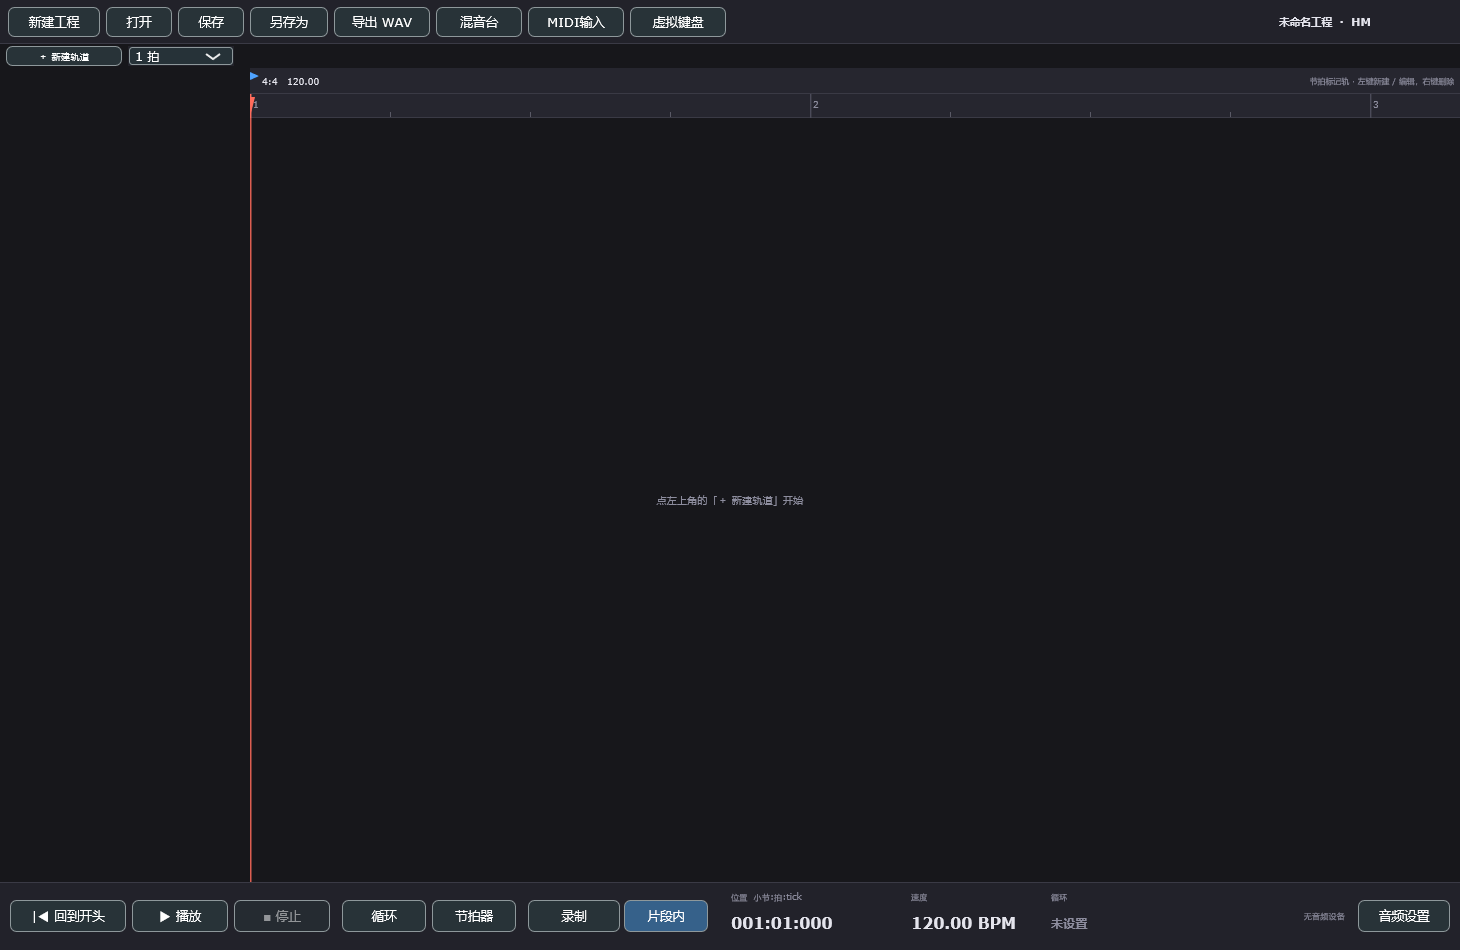 新建工程 打开 保存 另存为 导出 WAV 混音台 MIDI输入 虚拟键盘 未命名工程 · HM
+ 新建轨道 1 拍
4:4 120.00 节拍标记轨 · 左键新建 / 编辑，右键删除
1 2 3
点左上角的「+ 新建轨道」开始
位置 小节:拍:tick 速度 循环
|◀ 回到开头 ▶ 播放 ■ 停止 循环 节拍器 录制 片段内 001:01:000 120.00 BPM 未设置 无音频设备 音频设置